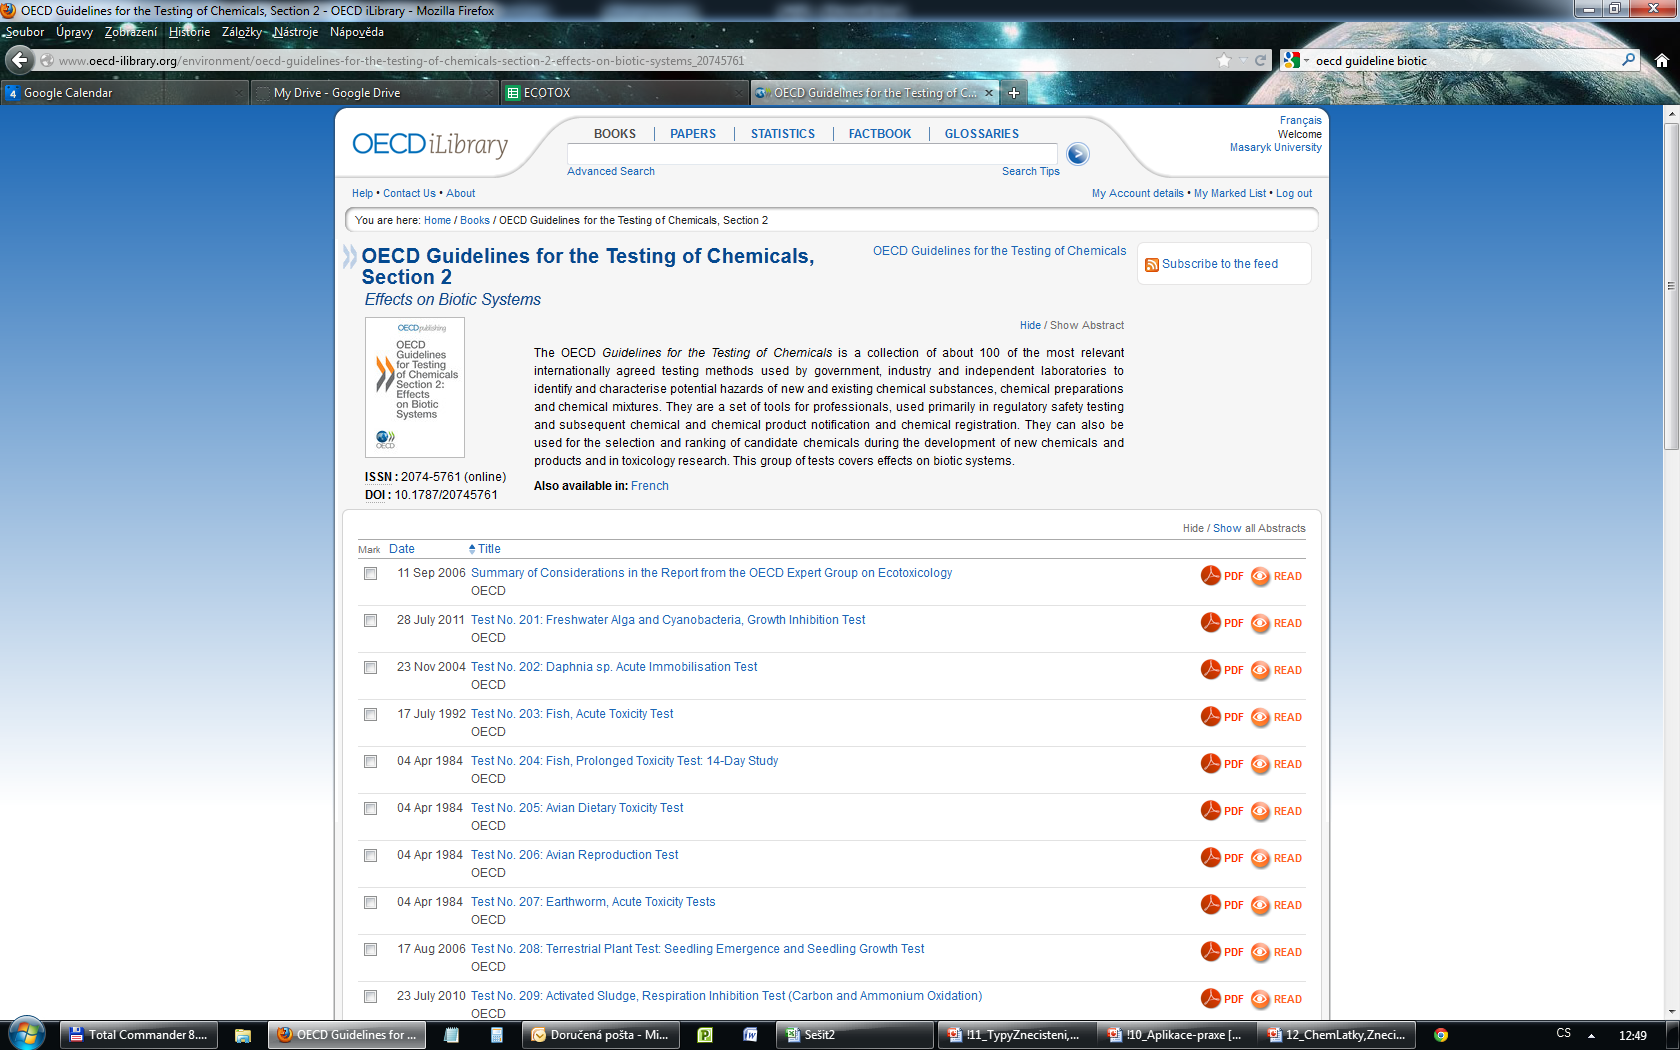 OECD Guidelines for the Testing of Chemicals, Section 2 - OECD iLibrary - Mozilla Firefox
Soubor Úpravy Zobrazení Historie Záložky Nástroje Nápověda
www.oecd-ilibrary.org/environment/oecd-guidelines-for-the-testing-of-chemicals-section-2-effects-on-biotic-systems_20745761
oecd guideline biotic
4 Google Calendar
My Drive - Google Drive
ECOTOX
OECD Guidelines for the Testing of C...
OECD iLibrary
BOOKS | PAPERS | STATISTICS | FACTBOOK | GLOSSARIES
Advanced Search
Search Tips
Français
Welcome
Masaryk University
Help • Contact Us • About
My Account details • My Marked List • Log out
You are here: Home / Books / OECD Guidelines for the Testing of Chemicals, Section 2
OECD Guidelines for the Testing of Chemicals,
Section 2
Effects on Biotic Systems
OECD Guidelines for the Testing of Chemicals
Subscribe to the feed
OECDpublishing
OECD
Guidelines
for Testing
of Chemicals
Section 2:
Effects
on Biotic
Systems
OECD
ISSN : 2074-5761 (online)
DOI : 10.1787/20745761
Hide / Show Abstract
The OECD Guidelines for the Testing of Chemicals is a collection of about 100 of the most relevant
internationally agreed testing methods used by government, industry and independent laboratories to
identify and characterise potential hazards of new and existing chemical substances, chemical preparations
and chemical mixtures. They are a set of tools for professionals, used primarily in regulatory safety testing
and subsequent chemical and chemical product notification and chemical registration. They can also be
used for the selection and ranking of candidate chemicals during the development of new chemicals and
products and in toxicology research. This group of tests covers effects on biotic systems.
Also available in: French
Hide / Show all Abstracts
Mark Date Title
11 Sep 2006 Summary of Considerations in the Report from the OECD Expert Group on Ecotoxicology PDF READ
OECD
28 July 2011 Test No. 201: Freshwater Alga and Cyanobacteria, Growth Inhibition Test PDF READ
OECD
23 Nov 2004 Test No. 202: Daphnia sp. Acute Immobilisation Test PDF READ
OECD
17 July 1992 Test No. 203: Fish, Acute Toxicity Test PDF READ
OECD
04 Apr 1984 Test No. 204: Fish, Prolonged Toxicity Test: 14-Day Study PDF READ
OECD
04 Apr 1984 Test No. 205: Avian Dietary Toxicity Test PDF READ
OECD
04 Apr 1984 Test No. 206: Avian Reproduction Test PDF READ
OECD
04 Apr 1984 Test No. 207: Earthworm, Acute Toxicity Tests PDF READ
OECD
17 Aug 2006 Test No. 208: Terrestrial Plant Test: Seedling Emergence and Seedling Growth Test PDF READ
OECD
23 July 2010 Test No. 209: Activated Sludge, Respiration Inhibition Test (Carbon and Ammonium Oxidation) PDF READ
OECD
Total Commander 8....
OECD Guidelines for ...
Doručená pošta - Mi...
Sešit2
!11_TypyZnecisteni,...
!10_Aplikace-praxe [...
12_ChemLatky,Zneci...
CS
12:49